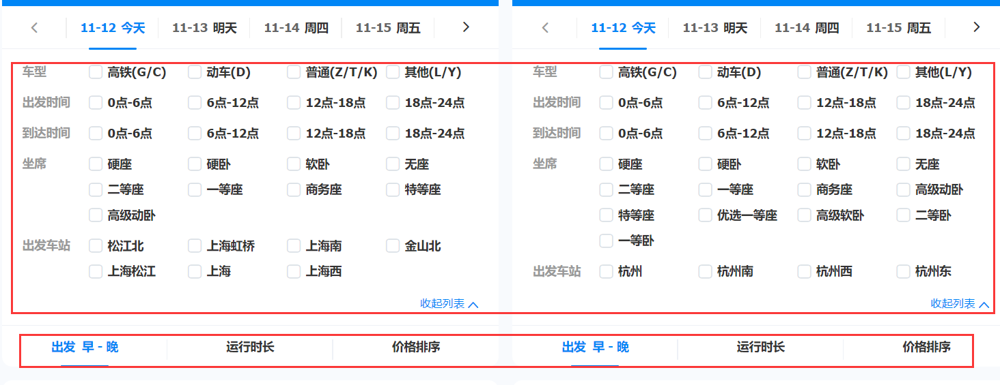 11-12 今天 11-13 明天 11-14 周四 11-15 周五
车型 高铁(G/C) 动车(D) 普通(Z/T/K) 其他(L/Y)
出发时间 0点-6点 6点-12点 12点-18点 18点-24点
到达时间 0点-6点 6点-12点 12点-18点 18点-24点
坐席 硬座 硬卧 软卧 无座
二等座 一等座 商务座 特等座
高级动卧
出发车站 松江北 上海虹桥 上海南 金山北
上海松江 上海 上海西
收起列表
出发 早 - 晚 运行时长 价格排序
11-12 今天 11-13 明天 11-14 周四 11-15 周五
车型 高铁(G/C) 动车(D) 普通(Z/T/K) 其他(L/Y)
出发时间 0点-6点 6点-12点 12点-18点 18点-24点
到达时间 0点-6点 6点-12点 12点-18点 18点-24点
坐席 硬座 硬卧 软卧 无座
二等座 一等座 商务座 高级动卧
特等座 优选一等座 高级软卧 二等卧
一等卧
出发车站 杭州 杭州南 杭州西 杭州东
收起列表
出发 早 - 晚 运行时长 价格排序